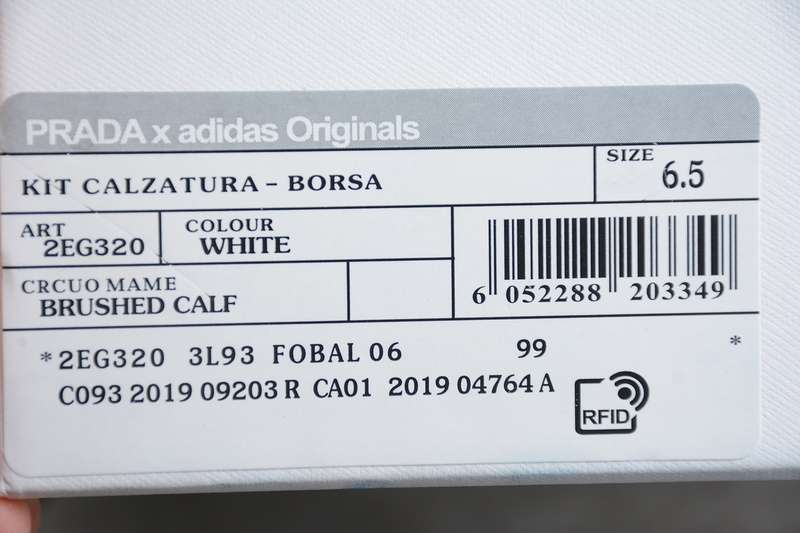 PRADA x adidas Originals
KIT CALZATURA - BORSA
SIZE 6.5
ART
2EG320
COLOUR
WHITE
CRCUO MAME
BRUSHED CALF
6 052288 203349
*2EG320 3L93 FOBAL 06 99 *
C093 2019 09203 R CA01 2019 04764 A
RFID